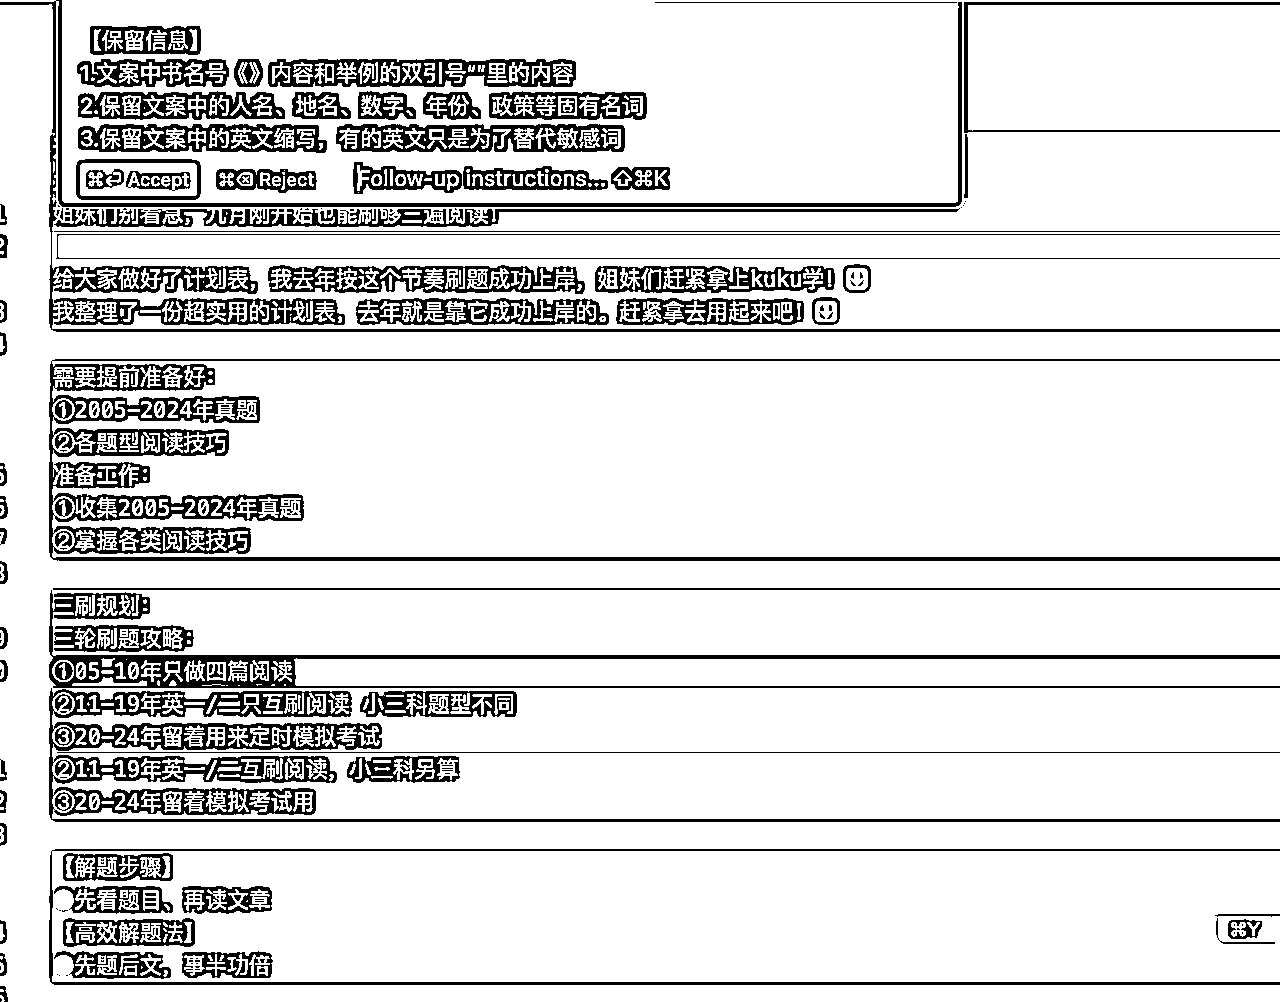 【保留信息】
1.文案中书名号《》内容和举例的双引号“”里的内容
2.保留文案中的人名、地名、数字、年份、政策等固有名词
3.保留文案中的英文缩写，有的英文只是为了替代敏感词
⌘⏎ Accept ⌘⌫ Reject Follow-up instructions... ⇧⌘K
姐妹们别着急，九月刚开始也能刷够三遍阅读！
给大家做好了计划表，我去年按这个节奏刷题成功上岸，姐妹们赶紧拿上kuku学！
我整理了一份超实用的计划表，去年就是靠它成功上岸的。赶紧拿去用起来吧！
需要提前准备好：
①2005-2024年真题
②各题型阅读技巧
准备工作：
①收集2005-2024年真题
②掌握各类阅读技巧
三刷规划：
三轮刷题攻略：
①05-10年只做四篇阅读
②11-19年英一/二只互刷阅读 小三科题型不同
③20-24年留着用来定时模拟考试
②11-19年英一/二互刷阅读，小三科另算
③20-24年留着模拟考试用
【解题步骤】
先看题目、再读文章
【高效解题法】
⌘Y
先题后文，事半功倍